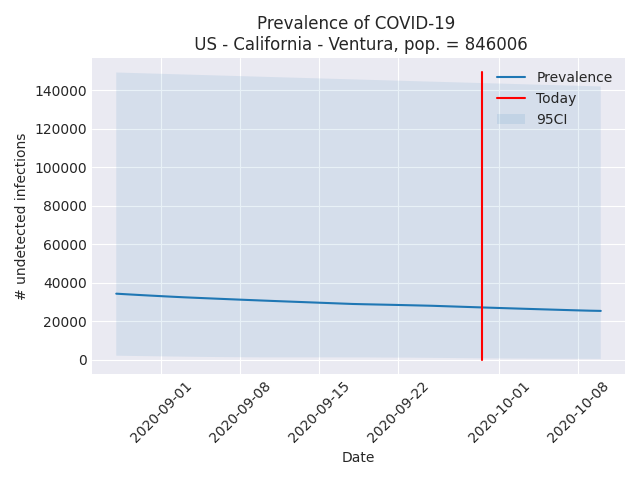 Prevalence of COVID-19
US - California - Ventura, pop. = 846006
Prevalence
Today
95CI
140000
120000
100000
80000
60000
40000
20000
0
# undetected infections
2020-09-01
2020-09-08
2020-09-15
2020-09-22
2020-10-01
2020-10-08
Date